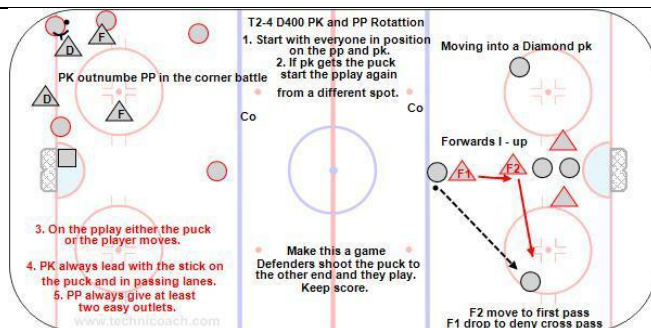 T2-4 D400 PK and PP Rotattion
1. Start with everyone in position
on the pp and pk.
2. If pk gets the puck
start the pplay again
from a different spot.
D
F
PK outnumbe PP in the corner battle
D
F
Co
Co
Moving into a Diamond pk
Forwards I - up
F1
F2
3. On the pplay either the puck
or the player moves.
4. PK always lead with the stick on
the puck and in passing lanes.
5. PP always give at least
two easy outlets.
www.technicoach.com
Make this a game
Defenders shoot the puck to
the other end and they play.
Keep score.
F2 move to first pass
F1 drop to deny cross pass